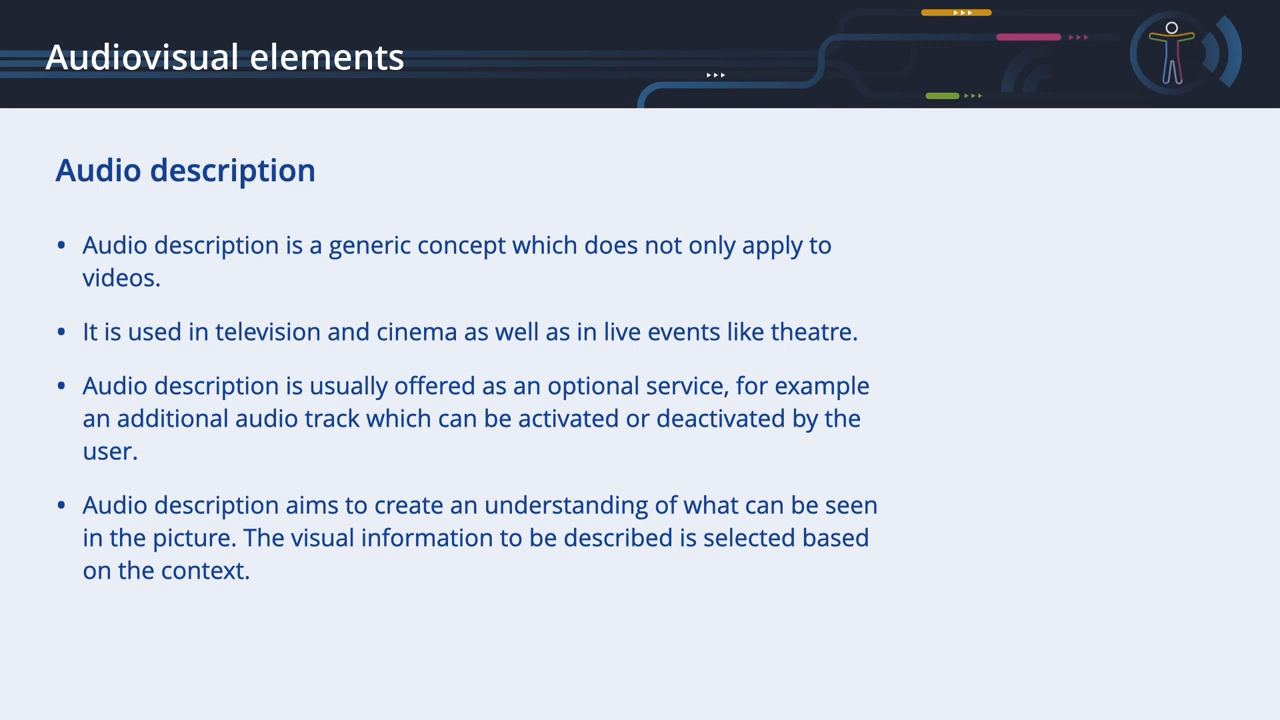 Audiovisual elements
Audio description
• Audio description is a generic concept which does not only apply to
videos.
• It is used in television and cinema as well as in live events like theatre.
• Audio description is usually offered as an optional service, for example
an additional audio track which can be activated or deactivated by the
user.
• Audio description aims to create an understanding of what can be seen
in the picture. The visual information to be described is selected based
on the context.